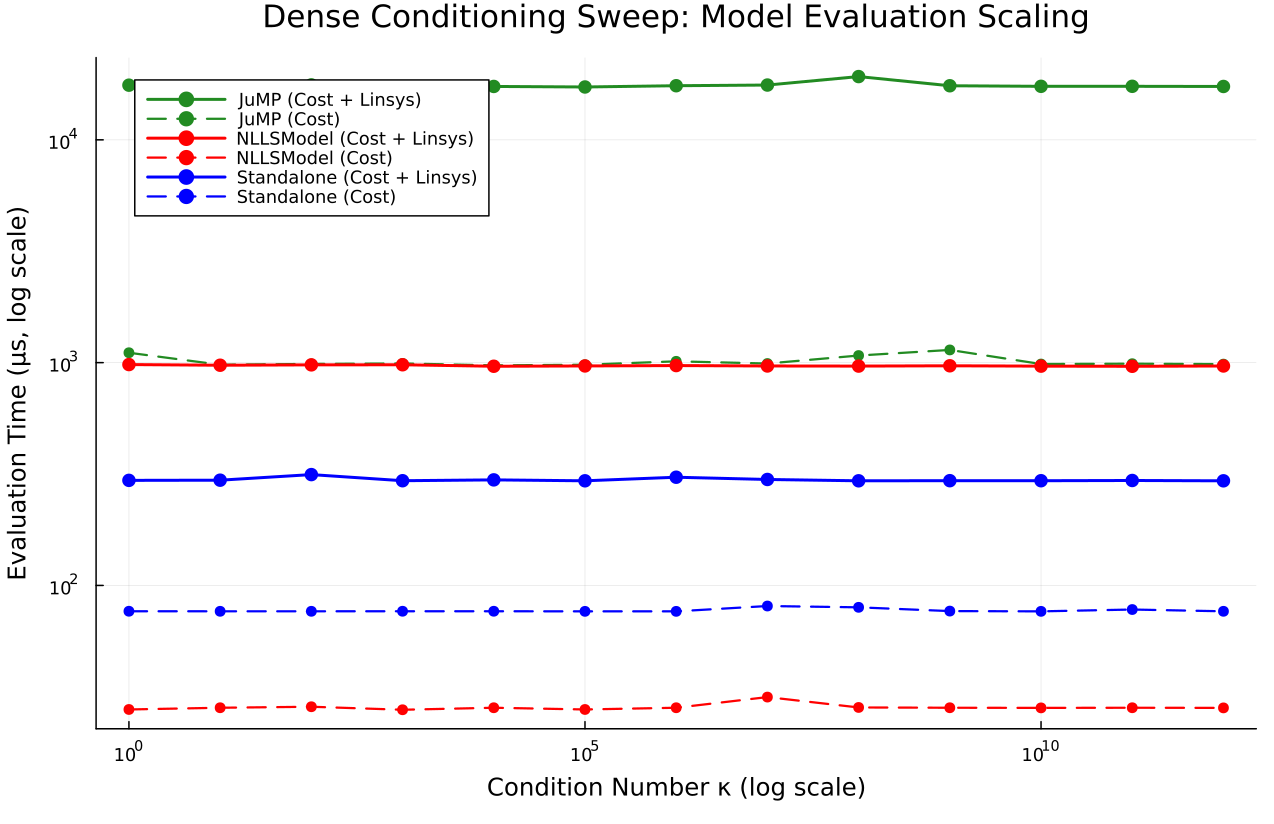 Dense Conditioning Sweep: Model Evaluation Scaling
JuMP (Cost + Linsys)
JuMP (Cost)
NLLSModel (Cost + Linsys)
NLLSModel (Cost)
Standalone (Cost + Linsys)
Standalone (Cost)
Evaluation Time (μs, log scale)
10⁴
10³
10²
10⁰
10⁵
10¹⁰
Condition Number κ (log scale)